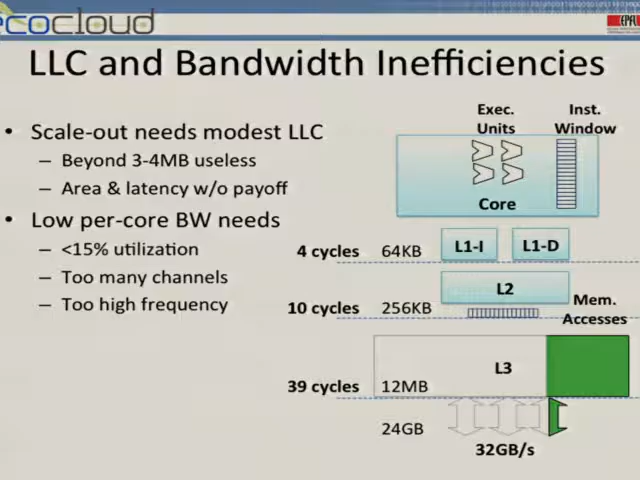 ecocloud
EPFL
LLC and Bandwidth Inefficiencies
• Scale-out needs modest LLC
– Beyond 3-4MB useless
– Area & latency w/o payoff
• Low per-core BW needs
– <15% utilization
– Too many channels
– Too high frequency
Exec.
Units
Inst.
Window
Core
4 cycles 64KB L1-I L1-D
10 cycles 256KB L2
Mem.
Accesses
39 cycles 12MB L3
24GB
32GB/s